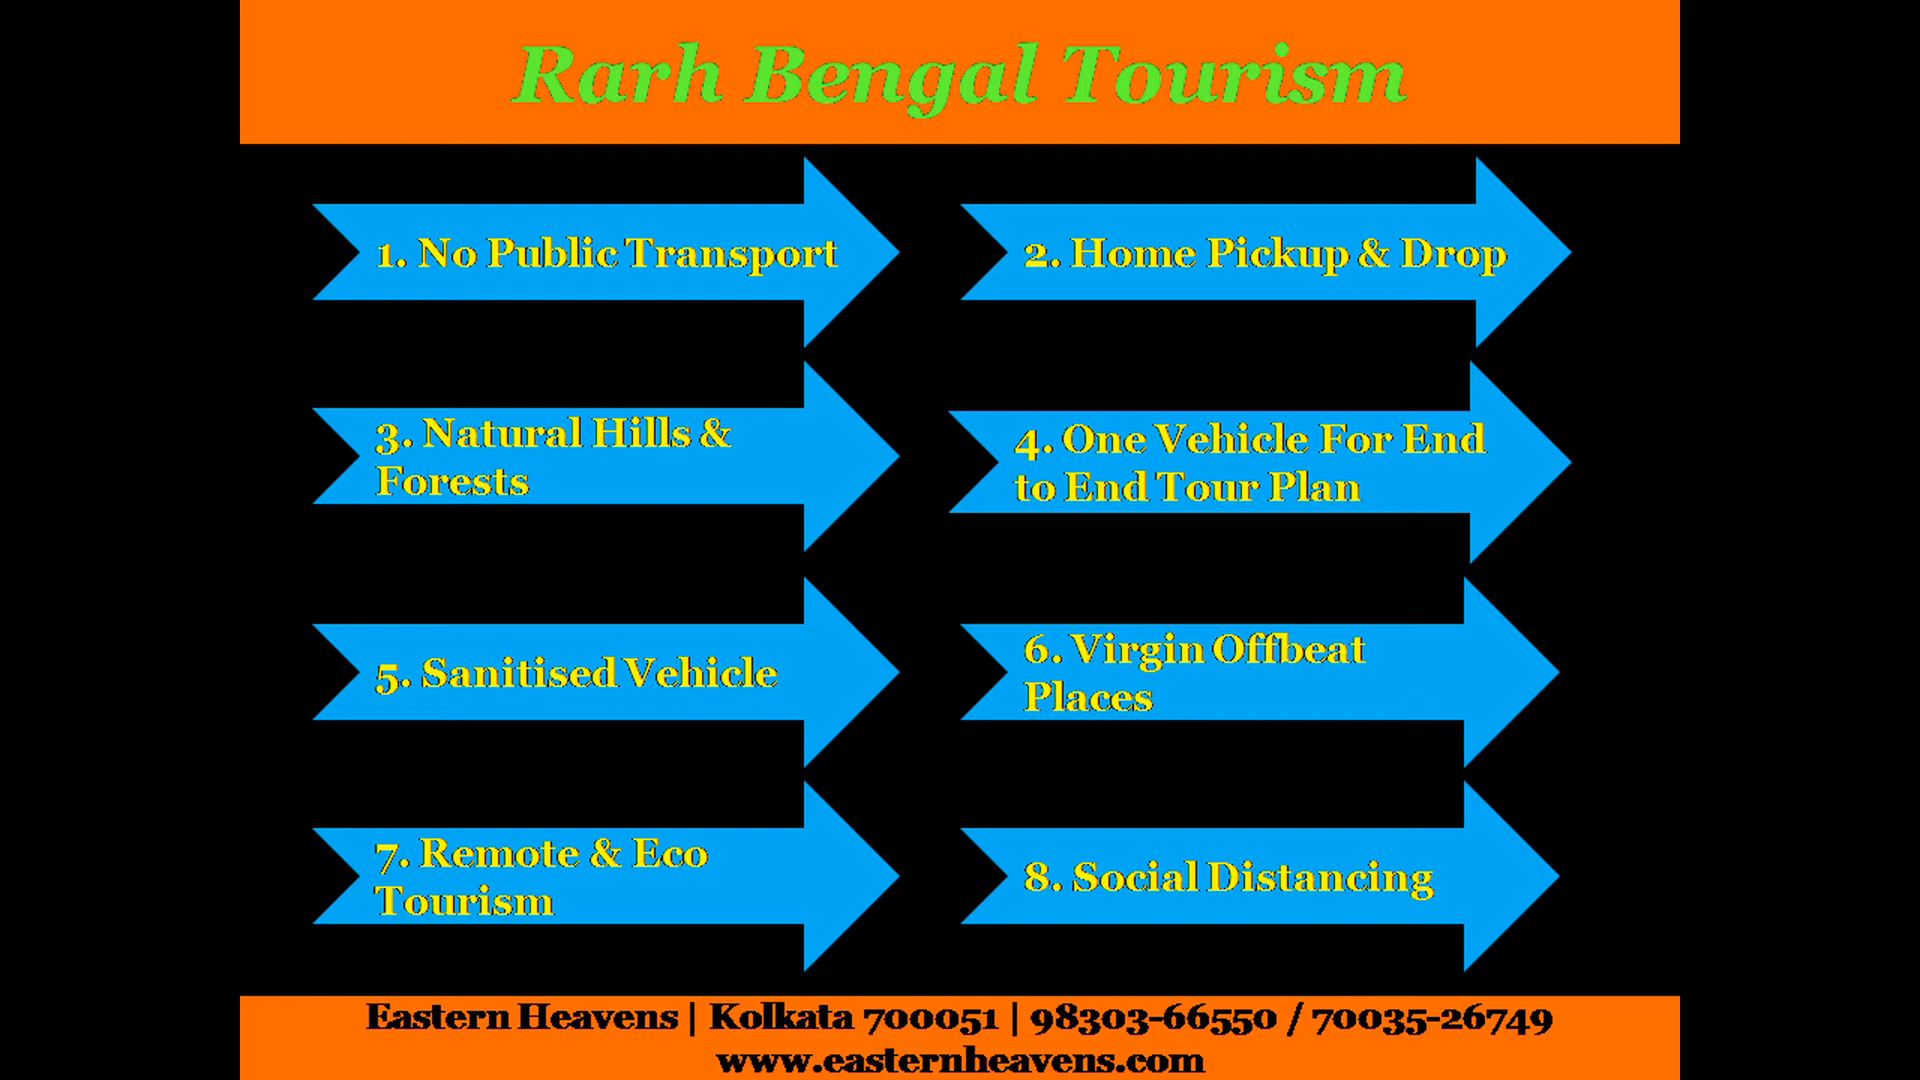 Rarh Bengal Tourism
1. No Public Transport
2. Home Pickup & Drop
3. Natural Hills &
Forests
4. One Vehicle For End
to End Tour Plan
5. Sanitised Vehicle
6. Virgin Offbeat
Places
7. Remote & Eco
Tourism
8. Social Distancing
Eastern Heavens | Kolkata 700051 | 98303-66550 / 70035-26749
www.easternheavens.com